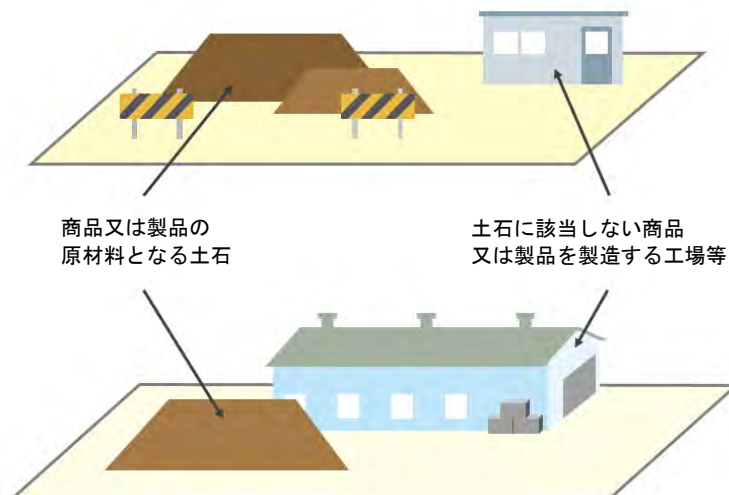 商品又は製品の
原材料となる土石
土石に該当しない商品
又は製品を製造する工場等